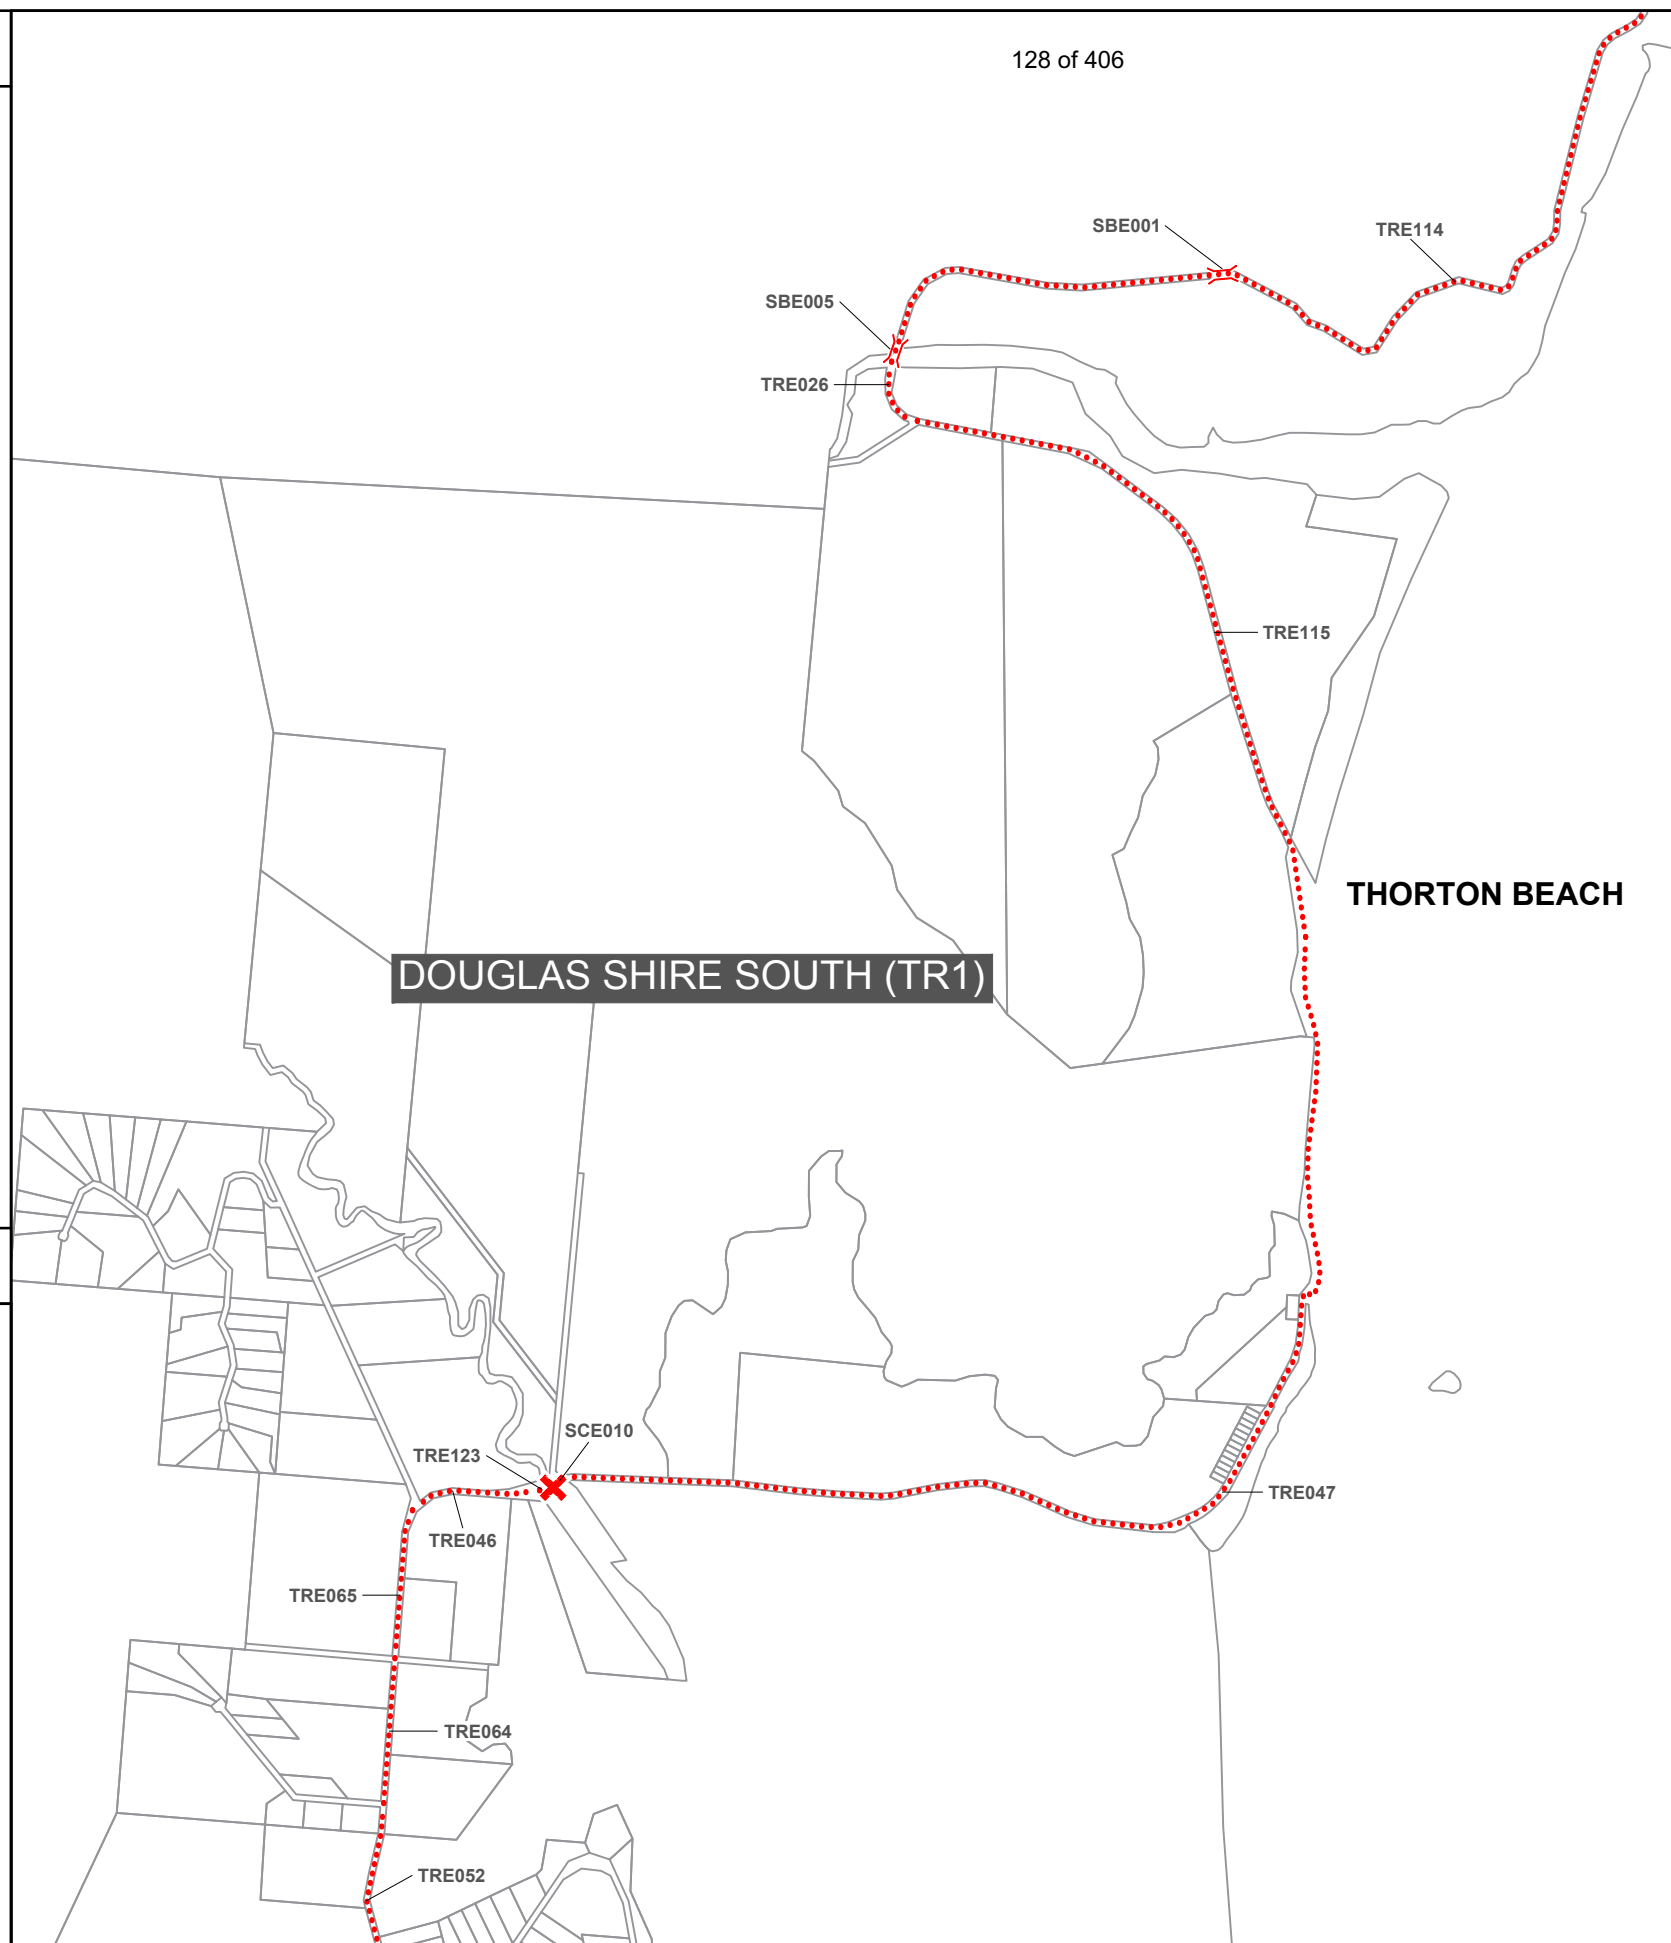 128 of 406
SBE001
TRE114
SBE005
TRE026
TRE115
THORTON BEACH
DOUGLAS SHIRE SOUTH (TR1)
SCE010
TRE123
TRE047
TRE046
TRE065
TRE064
TRE052